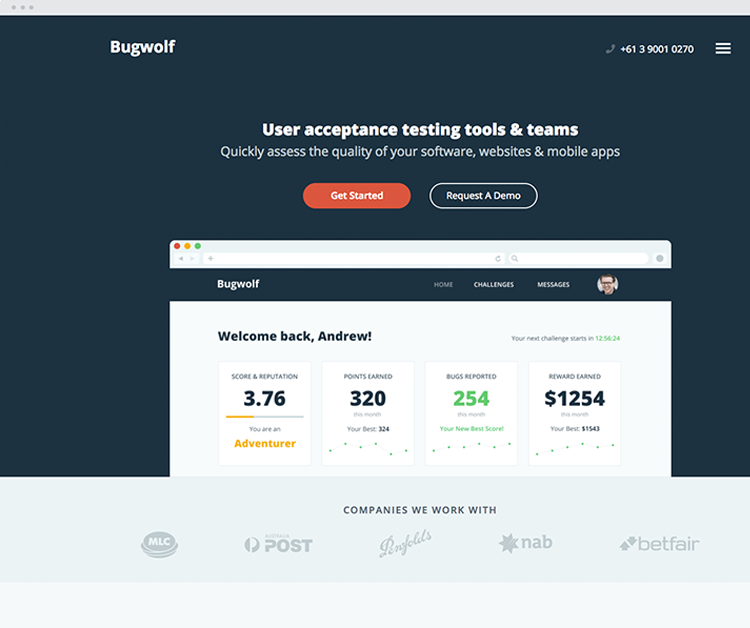 Bugwolf
+61 3 9001 0270
User acceptance testing tools & teams
Quickly assess the quality of your software, websites & mobile apps
Get Started
Request A Demo
Bugwolf
HOME
CHALLENGES
MESSAGES
Welcome back, Andrew!
Your next challenge starts in 12:56:24
SCORE & REPUTATION
3.76
You are an
Adventurer
POINTS EARNED
320
this month
Your Best: 324
BUGS REPORTED
254
this month
Your New Best Score!
REWARD EARNED
$1254
this month
Your Best: $1543
COMPANIES WE WORK WITH
MLC
AUSTRALIA
POST
Penfolds
nab
betfair